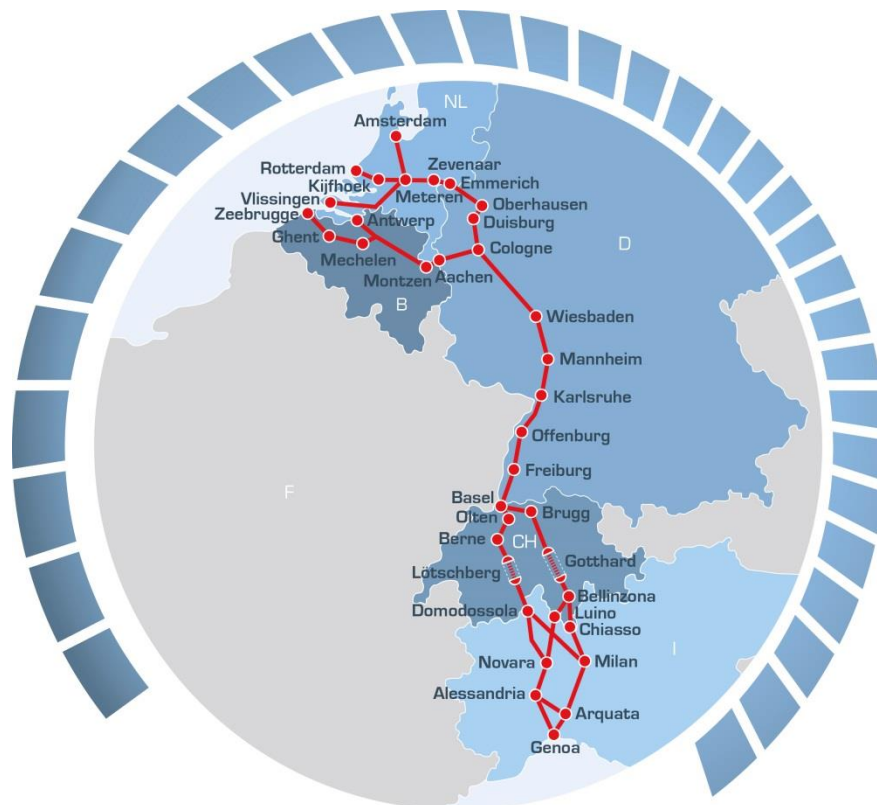 NL
Amsterdam
Rotterdam
Zevenaar
Kijfhoek
Emmerich
Vlissingen
Meteren
Oberhausen
Zeebrugge
Antwerp
Duisburg
Ghent
Cologne
D
Mechelen
Aachen
Montzen
B
Wiesbaden
Mannheim
Karlsruhe
Offenburg
Freiburg
F
Basel
Olten
Brugg
Berne
CH
Gotthard
Lötschberg
Bellinzona
Domodossola
Luino
Chiasso
I
Novara
Milan
Alessandria
Arquata
Genoa